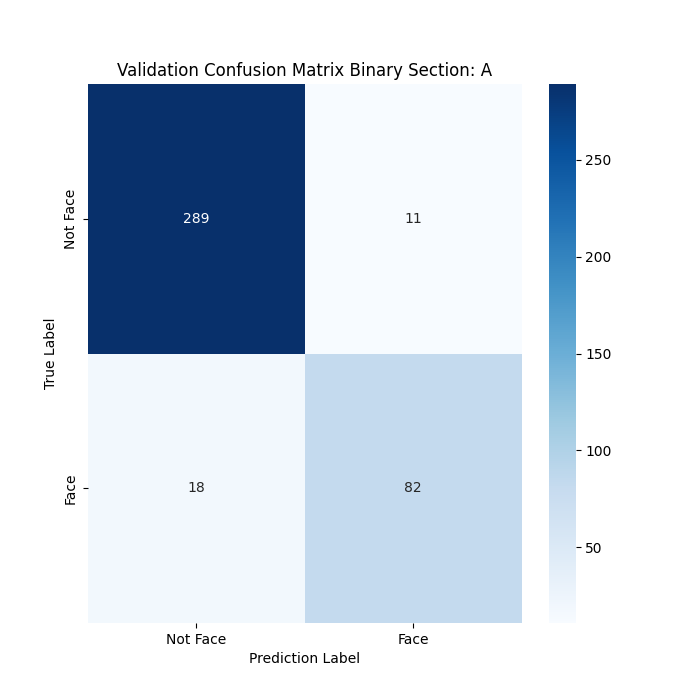 Validation Confusion Matrix Binary Section: A
Not Face
289
11
250
200
150
100
50
True Label
Face
18
82
Not Face
Face
Prediction Label